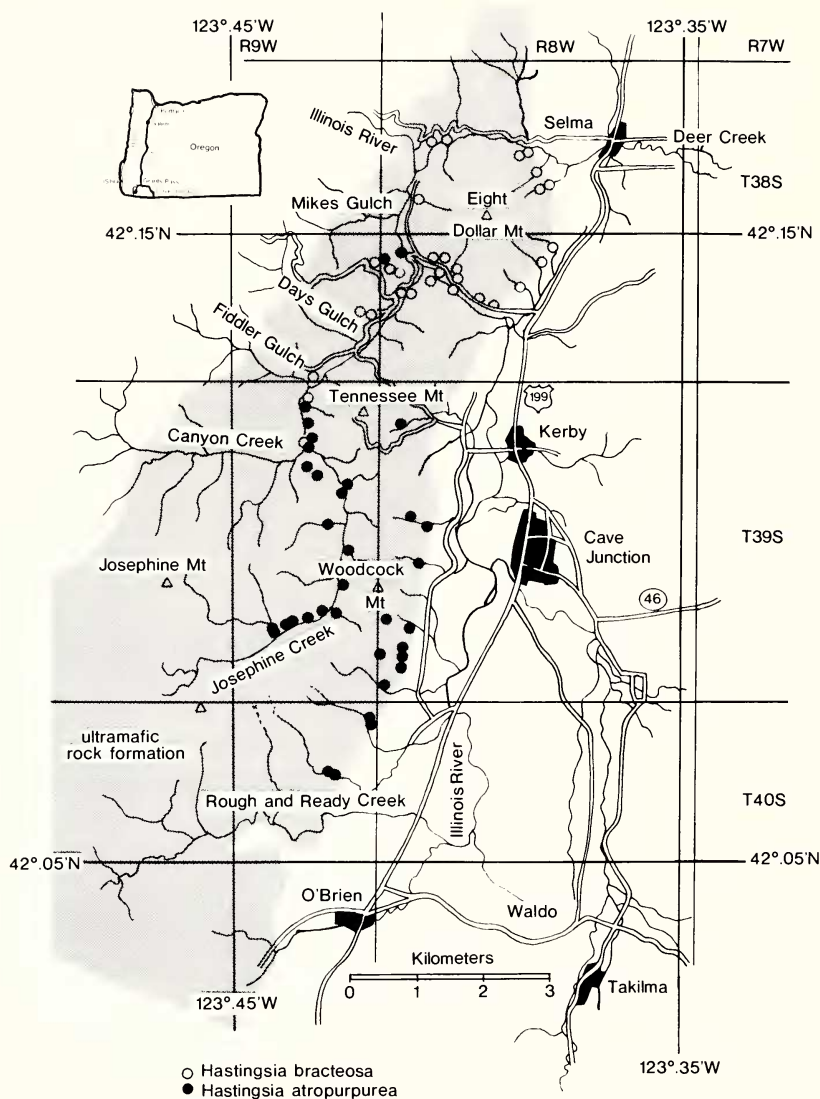 123°.45'W
123°.35'W
R9W
R8W
R7W
Oregon
Illinois River
Selma
Deer Creek
T38S
Mikes Gulch
Eight
Dollar Mt
42°.15'N
42°.15'N
Days Gulch
Fiddler Gulch
Tennessee Mt
199
Kerby
Canyon Creek
T39S
Cave
Junction
Josephine Mt
Woodcock
Mt
46
Josephine Creek
ultramafic
rock formation
Illinois River
Rough and Ready Creek
T40S
42°.05'N
42°.05'N
O'Brien
Waldo
Kilometers
0 1 2 3
Takilma
123°.45'W
123°.35'W
Hastingsia bracteosa
Hastingsia atropurpurea